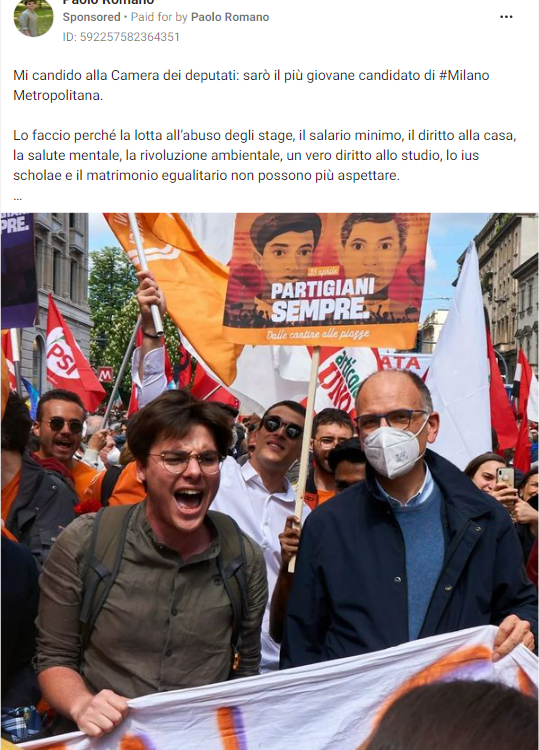 Paolo Romano
Sponsored • Paid for by Paolo Romano
ID: 592257582364351
Mi candido alla Camera dei deputati: sarò il più giovane candidato di #Milano
Metropolitana.
Lo faccio perché la lotta all'abuso degli stage, il salario minimo, il diritto alla casa,
la salute mentale, la rivoluzione ambientale, un vero diritto allo studio, lo ius
scholae e il matrimonio egualitario non possono più aspettare.
...
PRE.
25 aprile
PARTIGIANI
SEMPRE.
Dalle cantine alle piazze
PSI
M